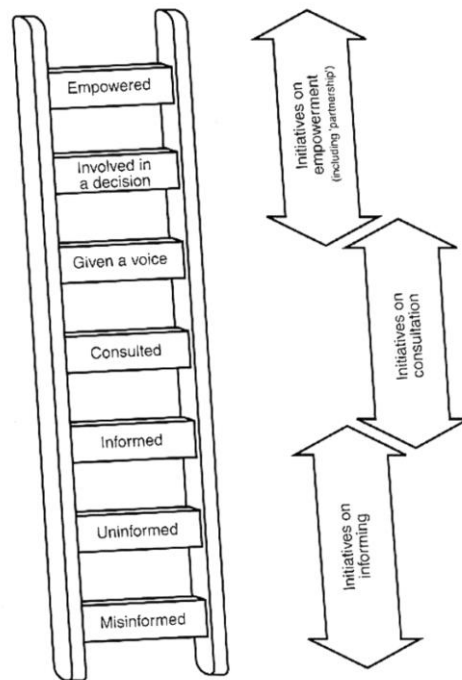 Empowered
Involved in
a decision
Given a voice
Consulted
Informed
Uninformed
Misinformed
Initiatives on
empowerment
(including 'partnership')
Initiatives on
consultation
Initiatives on
informing